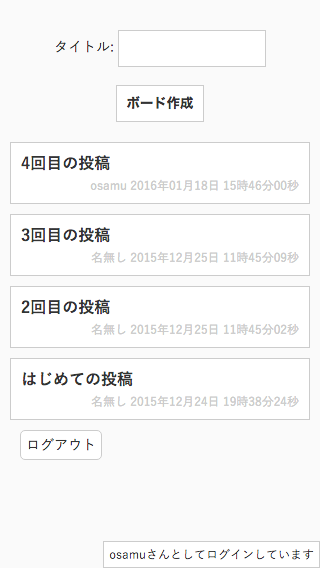 タイトル:
ボード作成
4回目の投稿
osamu 2016年01月18日 15時46分00秒
3回目の投稿
名無し 2015年12月25日 11時45分09秒
2回目の投稿
名無し 2015年12月25日 11時45分02秒
はじめての投稿
名無し 2015年12月24日 19時38分24秒
ログアウト
osamuさんとしてログインしています